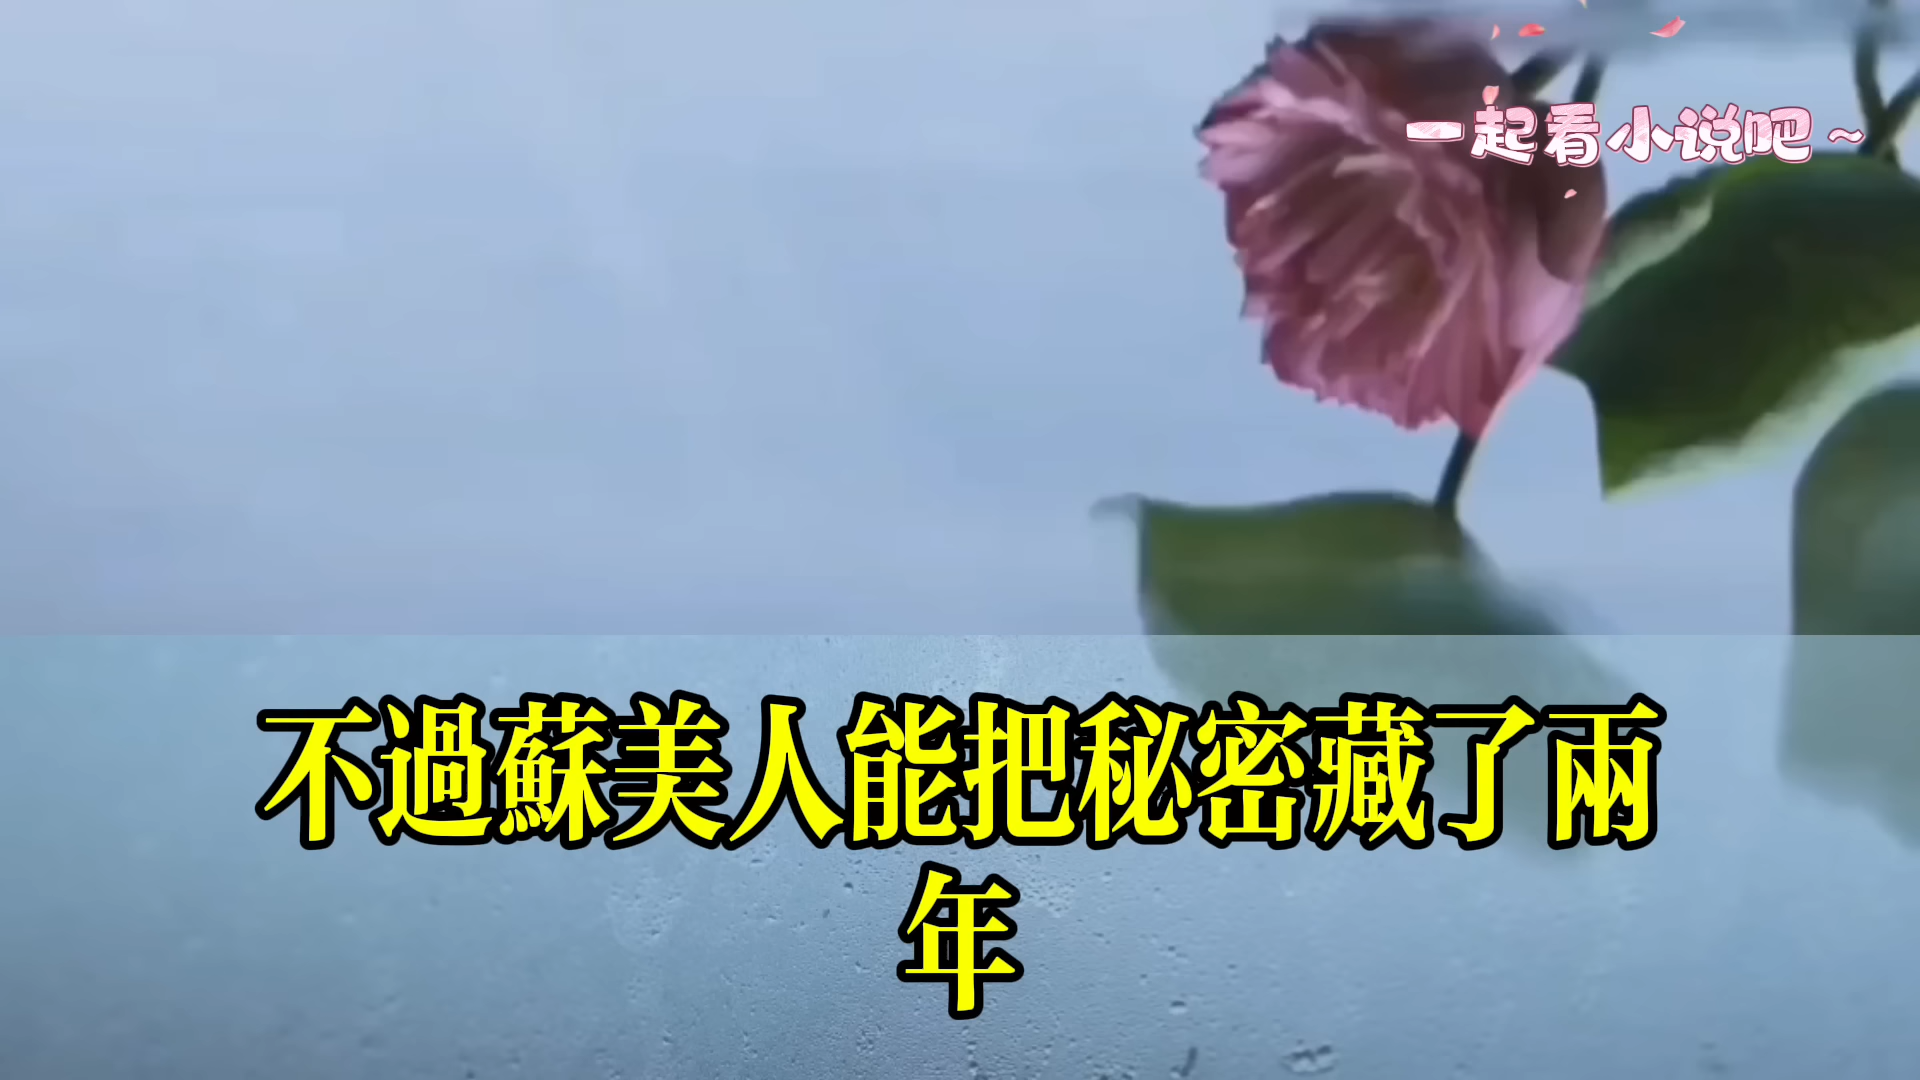 一起看小说吧～
不過蘇美人能把秘密藏了兩
年